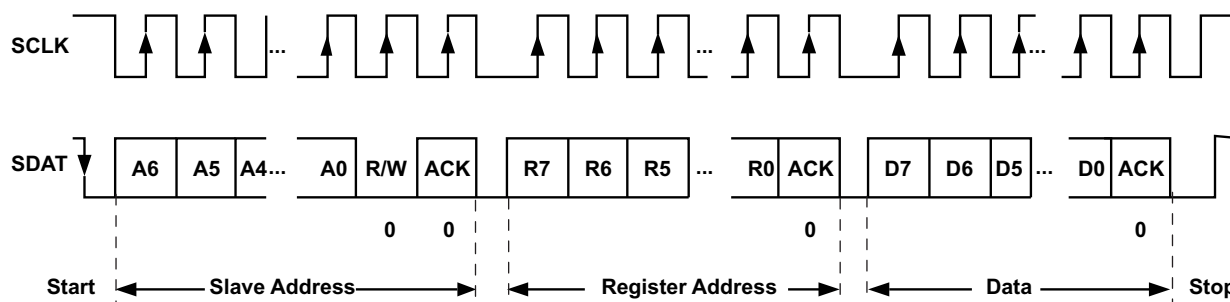 SCLK ... ... ...
SDAT A6 A5 A4... A0 R/W ACK R7 R6 R5 ... R0 ACK D7 D6 D5 ... D0 ACK
0 0 0 0
Start Slave Address Register Address Data Stop